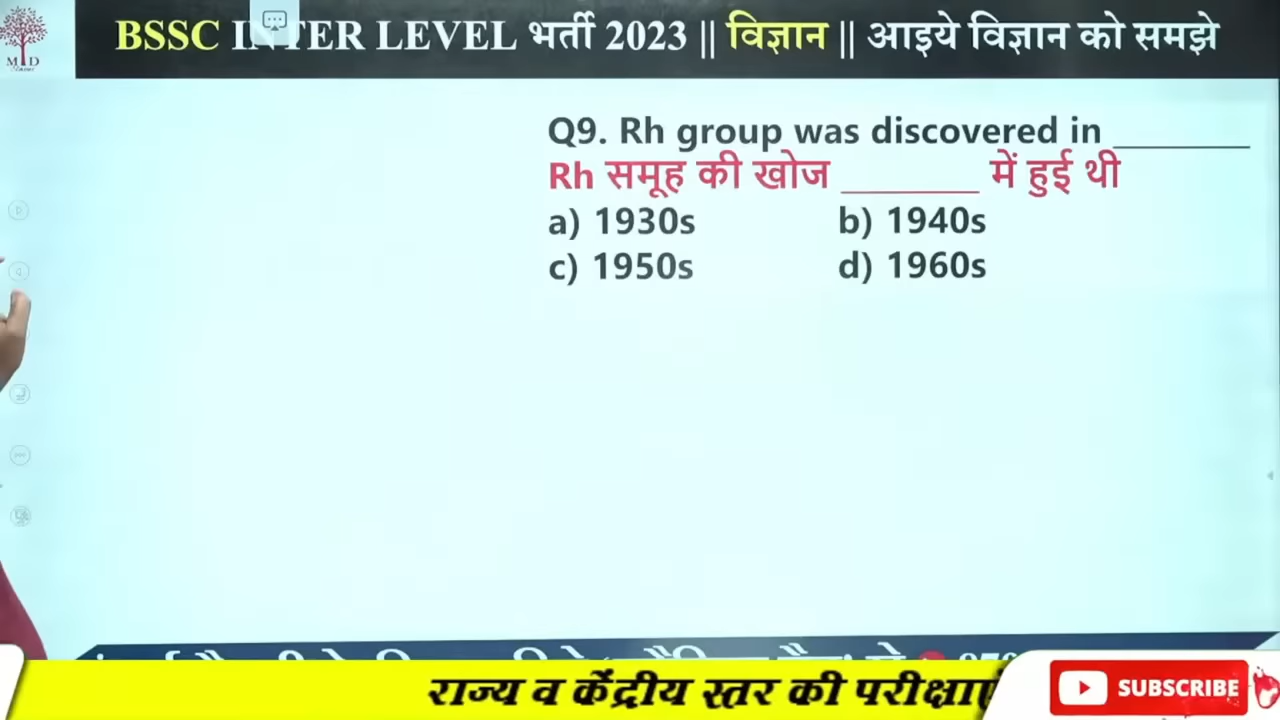 BSSC INTER LEVEL भर्ती 2023 || विज्ञान || आइये विज्ञान को समझे
Q9. Rh group was discovered in ________
Rh समूह की खोज ________ में हुई थी
a) 1930s b) 1940s
c) 1950s d) 1960s
राज्य व केंद्रीय स्तर की परीक्षाएं
SUBSCRIBE